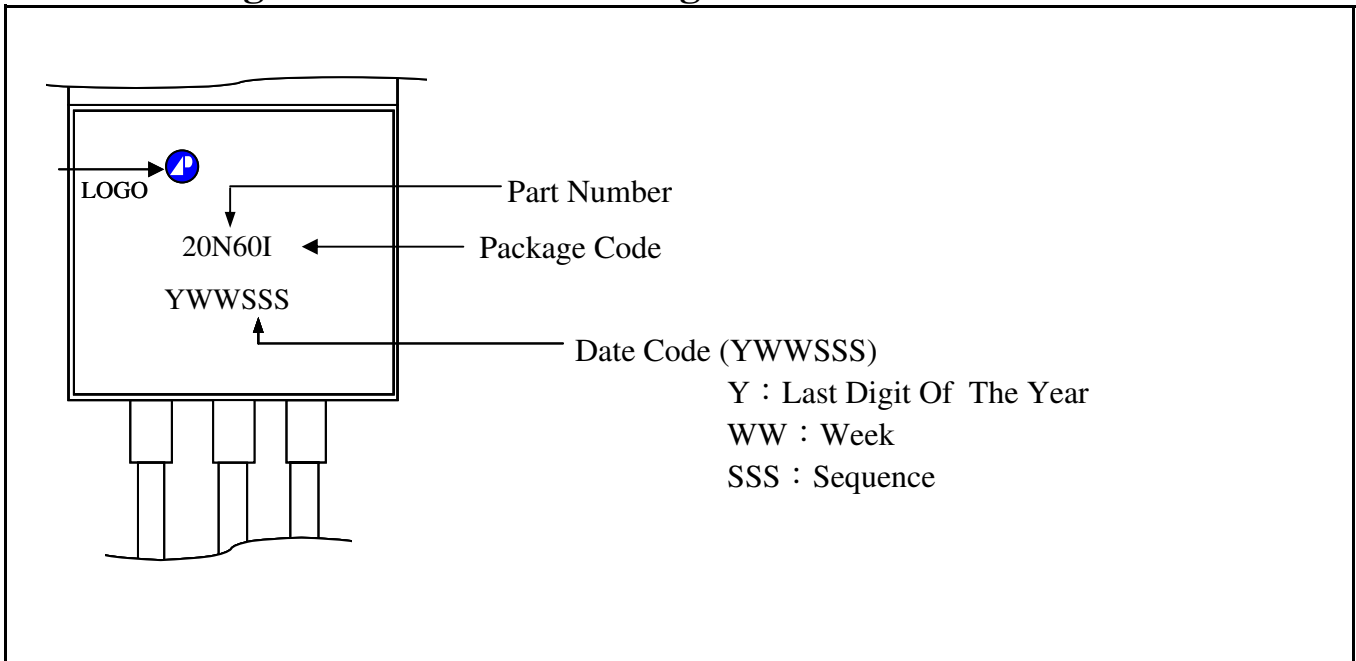 LOGO
Part Number
20N60I
Package Code
YWWSSS
Date Code (YWWSSS)
Y：Last Digit Of The Year
WW：Week
SSS：Sequence